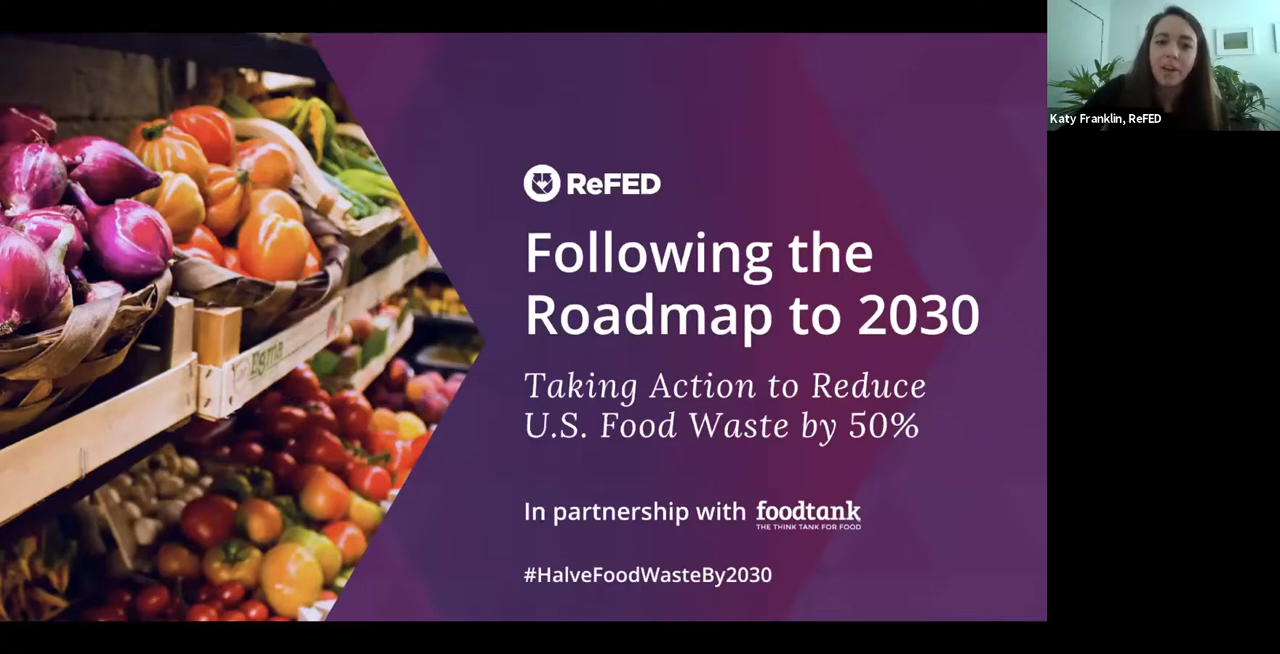 Katy Franklin, ReFED
ReFED
Following the
Roadmap to 2030
Taking Action to Reduce
U.S. Food Waste by 50%
In partnership with foodtank
THE THINK TANK FOR FOOD
#HalveFoodWasteBy2030